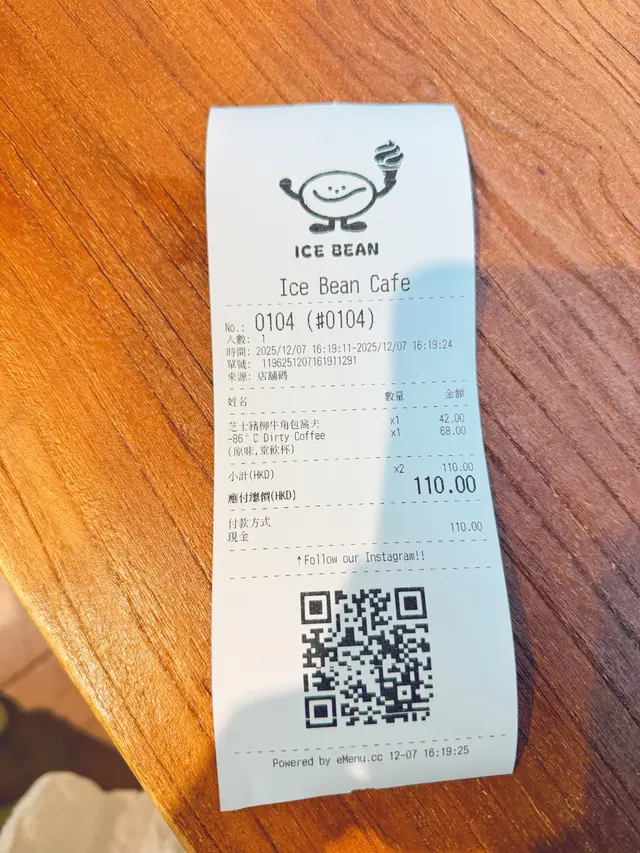 ICE BEAN
Ice Bean Cafe
No.: 0104 (#0104)
人數: 1
時間: 2025/12/07 16:19:11-2025/12/07 16:19:24
單號: 1196251207161911291
來源: 店舖碼
姓名 數量 金額
芝士豬柳牛角包窩夫 x1 42.00
-86°C Dirty Coffee x1 68.00
(原味,堂飲杯)
小計(HKD) x2 110.00
應付總價(HKD) 110.00
付款方式
現金 110.00
↑Follow our Instagram!!
Powered by eMenu.cc 12-07 16:19:25